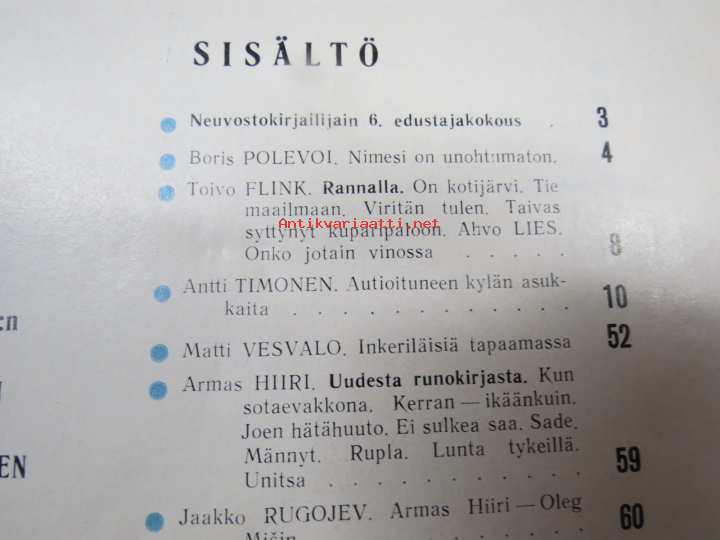 SISÄLTÖ
Neuvostokirjailijain 6. edustajakokous . 3
Boris POLEVOI. Nimesi on unohtumaton. 4
Toivo FLINK. Rannalla. On kotijärvi. Tie
maailmaan. Viritän tulen. Taivas
Antikvariaatti.net
syttynyt kuparipaloon. Ahvo LIES.
Onko jotain vinossa . . . . . 8
Antti TIMONEN. Autioituneen kylän asuk-
kaita . . . . . . . . . . . . 10
Matti VESVALO. Inkeriläisiä tapaamassa 52
Armas HIIRI. Uudesta runokirjasta. Kun
sotaevakkona. Kerran — ikäänkuin.
Joen hätähuuto. Ei sulkea saa. Sade.
Männyt. Rupla. Lunta tykeillä.
Unitsa . . . . . . . . . . . 59
Jaakko RUGOJEV. Armas Hiiri — Oleg 60
Mišin
:n
EN